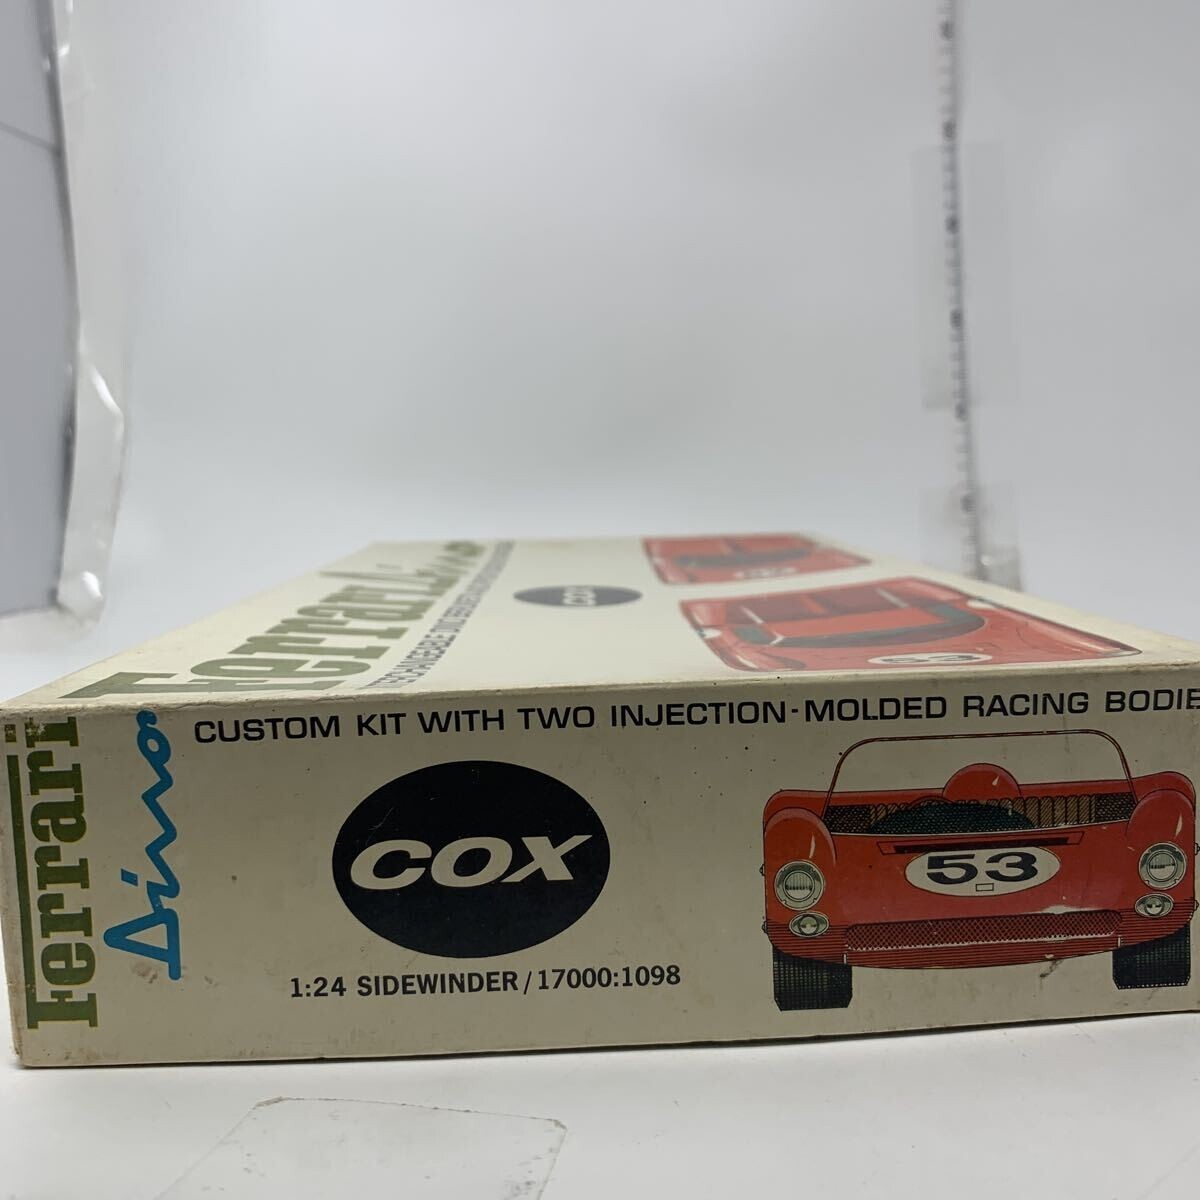 Ferrari Dino
COX
53
Ferrari
Dino
CUSTOM KIT WITH TWO INJECTION-MOLDED RACING BODIE
COX
53
1:24 SIDEWINDER/17000:1098